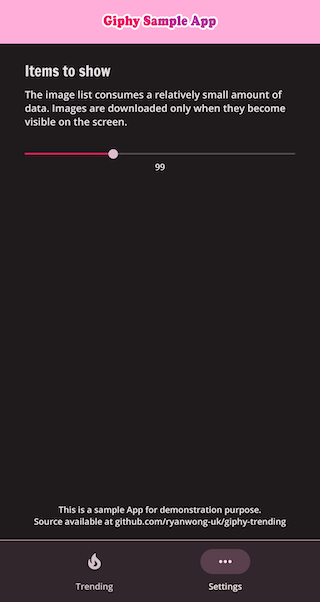 Giphy Sample App
Items to show
The image list consumes a relatively small amount of
data. Images are downloaded only when they become
visible on the screen.
99
This is a sample App for demonstration purpose.
Source available at github.com/ryanwong-uk/giphy-trending
Trending
Settings